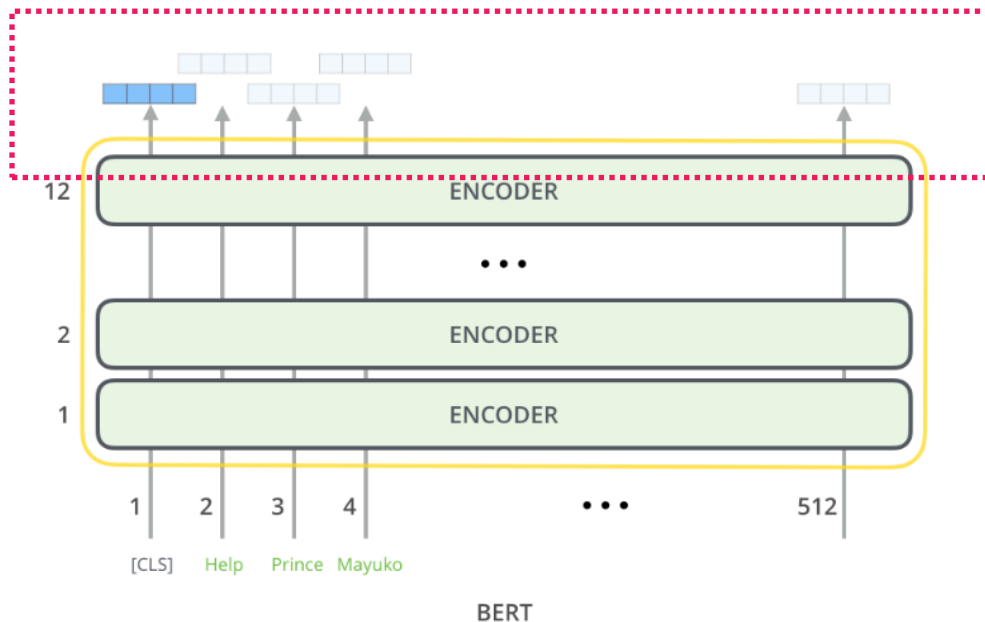 12 ENCODER
...
2 ENCODER
1 ENCODER
1 2 3 4 ... 512
[CLS] Help Prince Mayuko
BERT